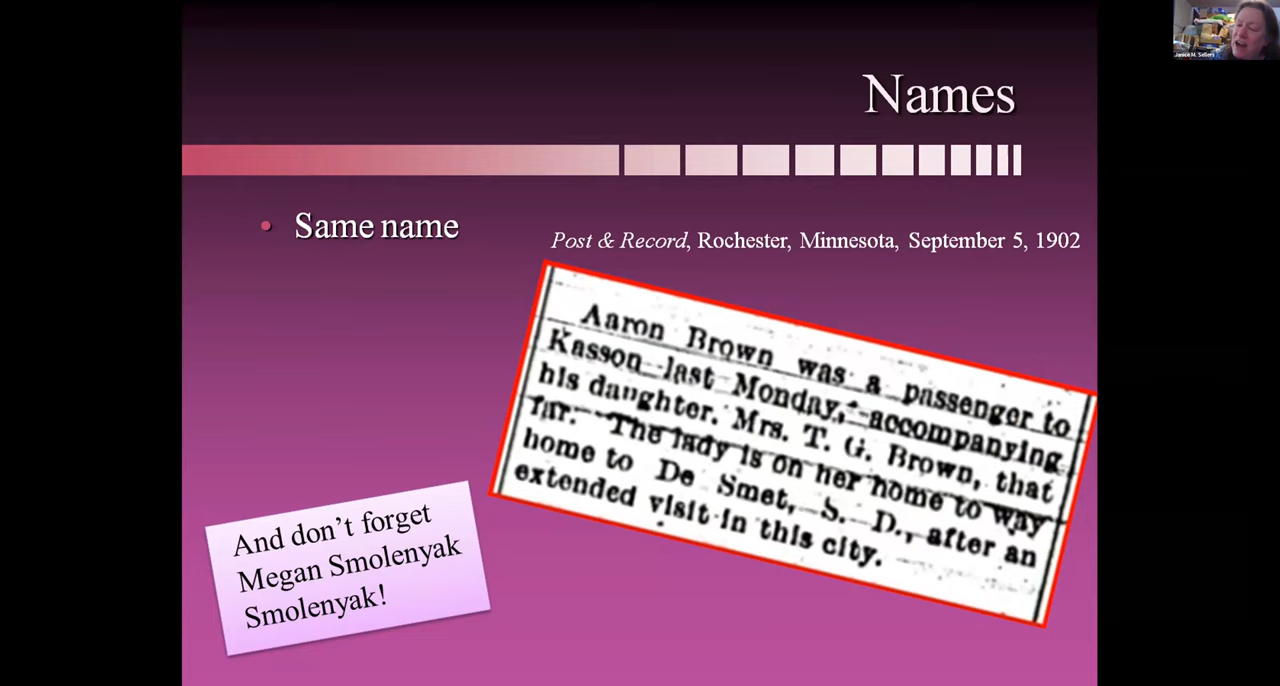 Names
Same name
Post & Record, Rochester, Minnesota, September 5, 1902
Aaron Brown was a passenger to
Kasson last Monday, accompanying
his daughter. Mrs. T. G. Brown, that
far. The lady is on her home to way
home to De Smet, S. D., after an
extended visit in this city.
And don't forget
Megan Smolenyak
Smolenyak!
Janice M. Sellers